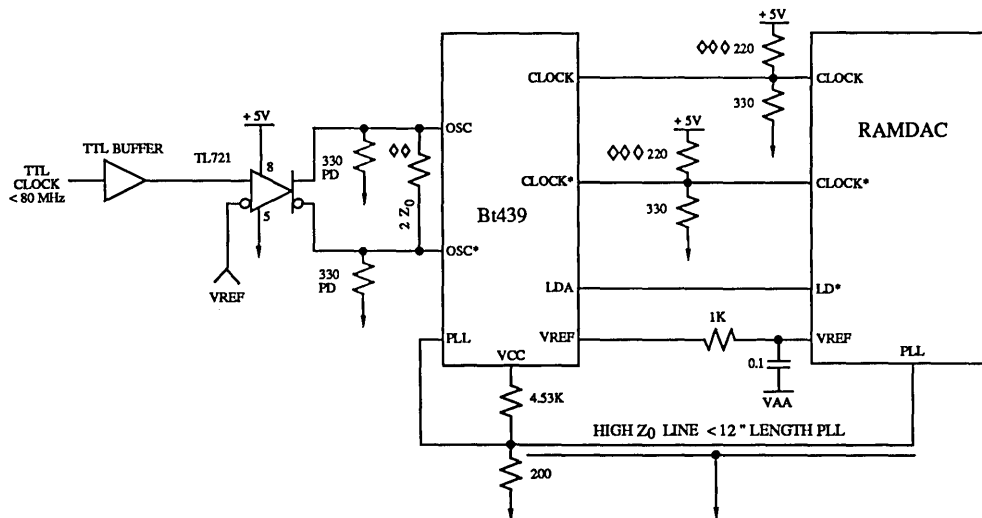 + 5V
◊◊◊ 220
CLOCK
CLOCK
330
RAMDAC
+ 5V
OSC
TTL BUFFER
TL721
8
330
PD
◊◊
+ 5V
◊◊◊ 220
TTL
CLOCK
< 80 MHz
CLOCK*
CLOCK*
5
2 Z0
Bt439
330
OSC*
VREF
330
PD
LDA
LD*
1K
PLL
VREF
VREF
VCC
0.1
PLL
4.53K
VAA
HIGH Z0 LINE < 12 " LENGTH PLL
200